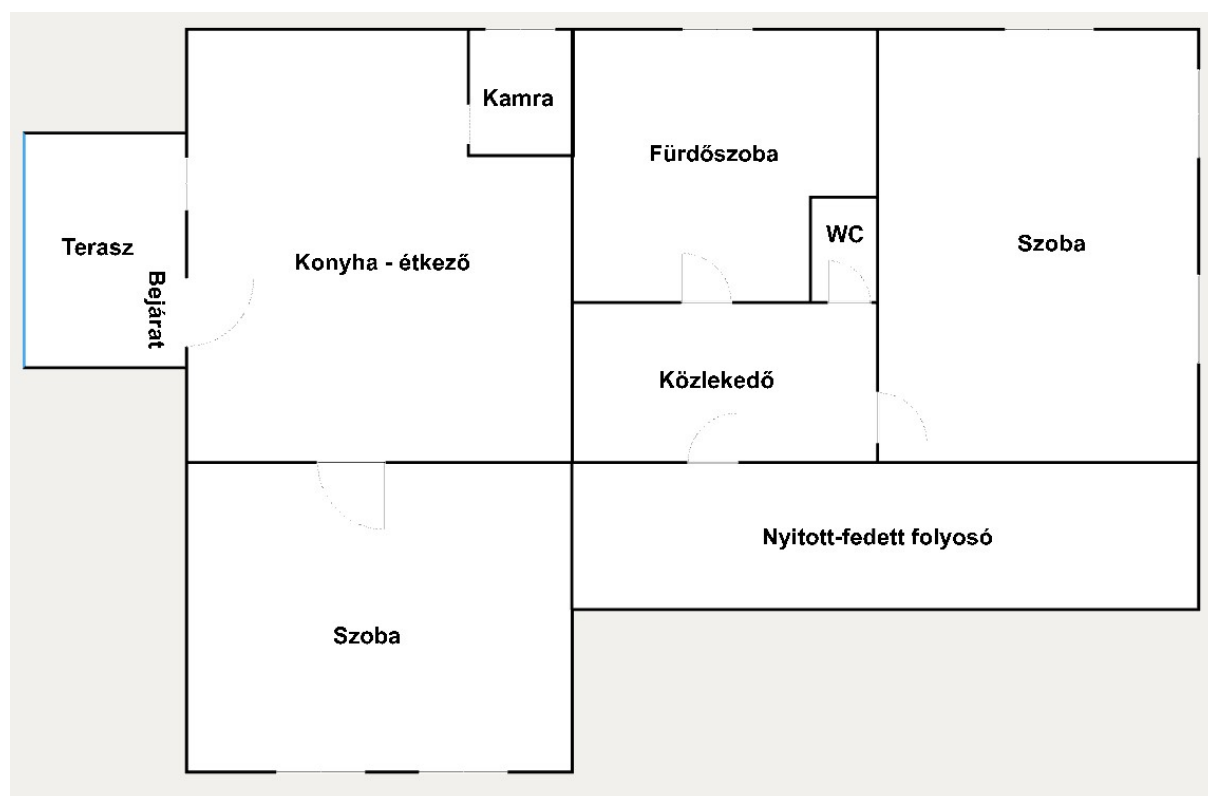 Kamra
Fürdőszoba
Terasz
Bejárat
Konyha - étkező
WC
Szoba
Közlekedő
Nyitott-fedett folyosó
Szoba